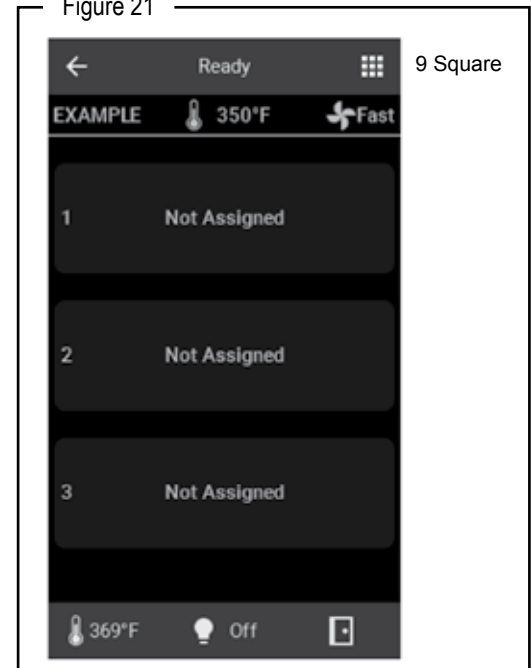 Figure 21
Ready 9 Square
EXAMPLE 350°F Fast
1 Not Assigned
2 Not Assigned
3 Not Assigned
369°F Off